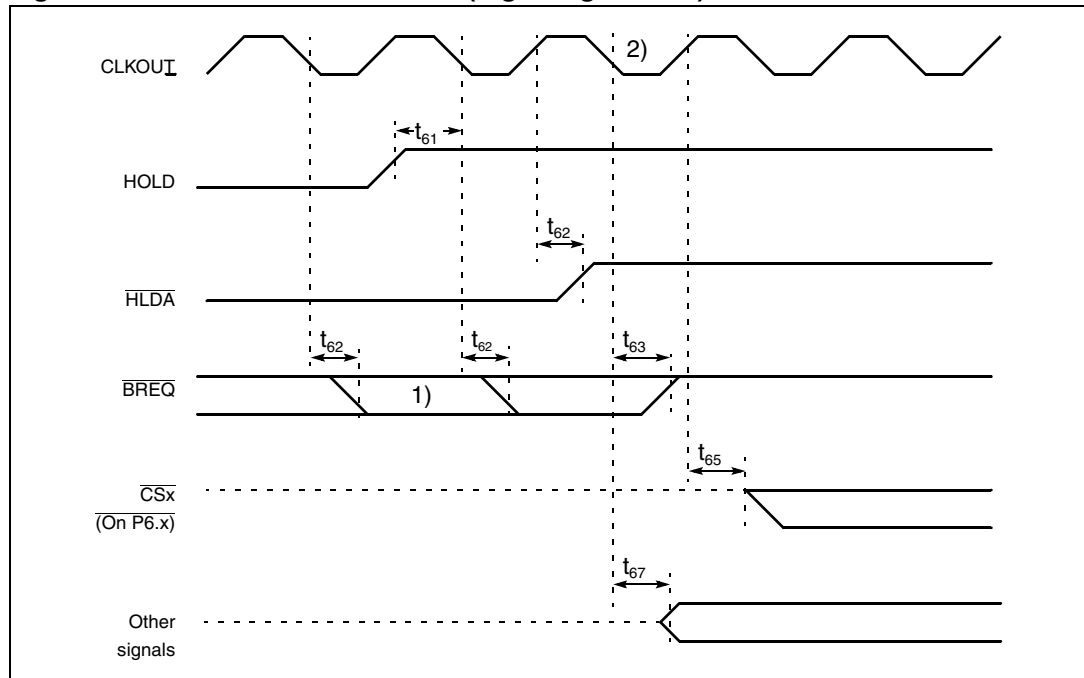 CLKOUT
2)
t61
HOLD
t62
HLDA
t62
t62
t63
BREQ
1)
t65
CSx
(On P6.x)
t67
Other
signals